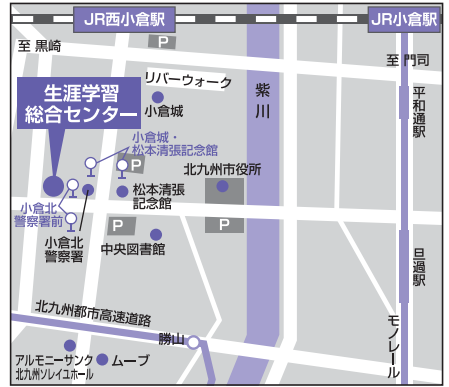 JR西小倉駅
JR小倉駅
P
至 黒崎
至 門司
リバーウォーク
生涯学習
総合センター
小倉城
紫川
平和通駅
小倉城・
松本清張記念館
P
北九州市役所
松本清張
記念館
小倉北
警察署前
P
P
小倉北
警察署
中央図書館
旦過駅
北九州都市高速道路
勝山
モノレール
アルモニーサンク
北九州ソレイユホール
ムーブ